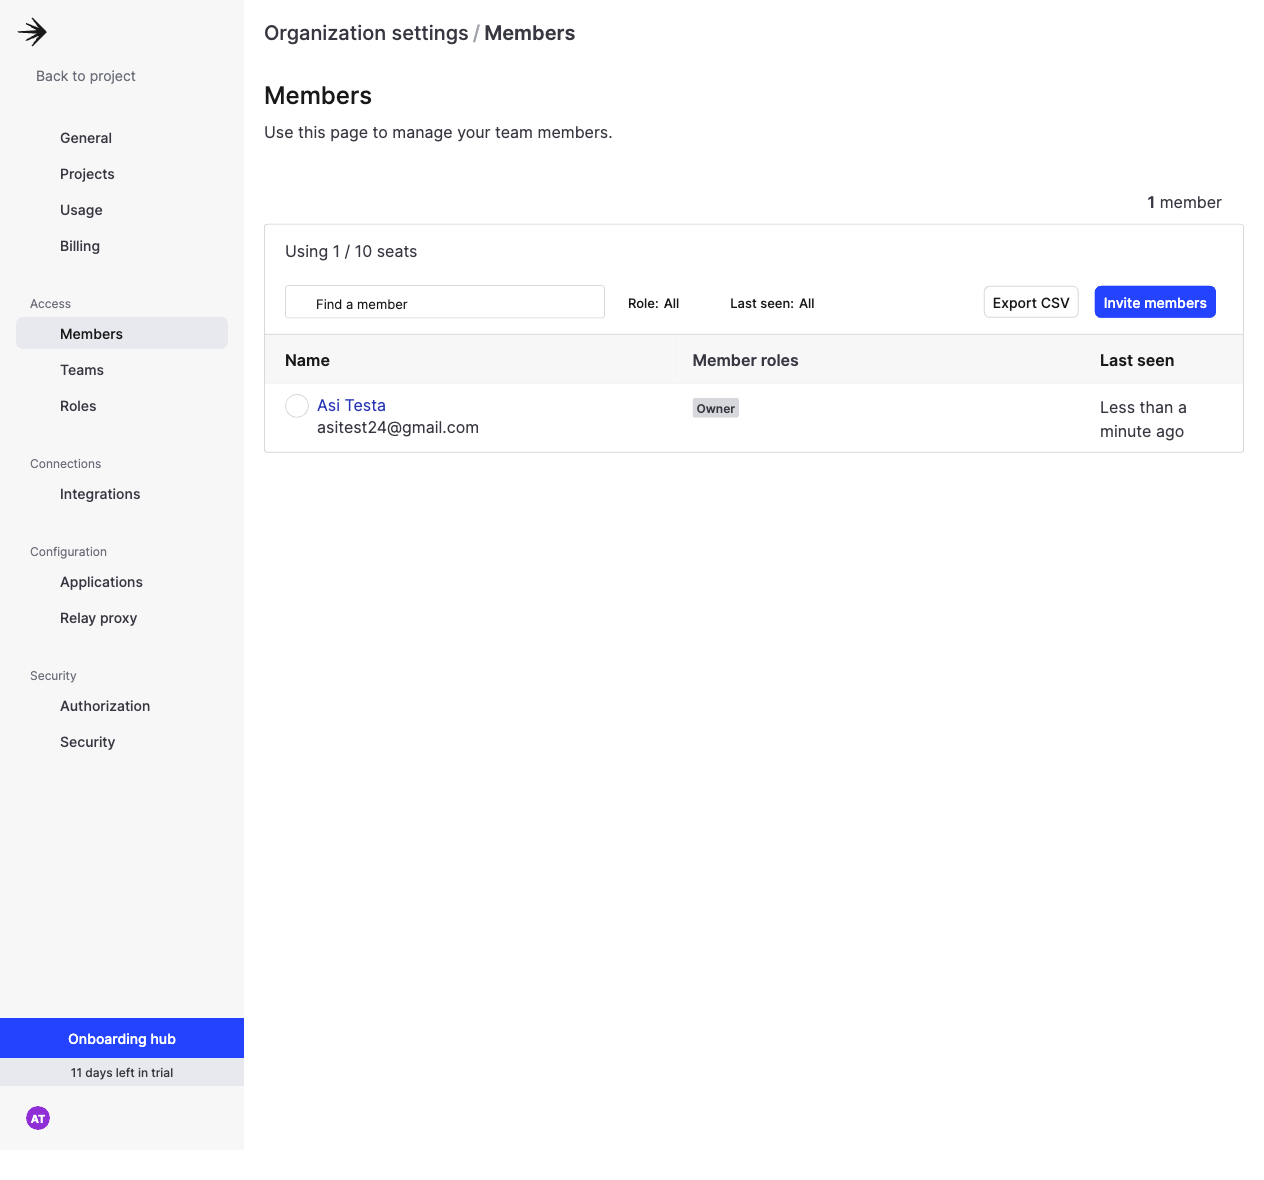 Back to project
General
Projects
Usage
Billing
Access
Members
Teams
Roles
Connections
Integrations
Configuration
Applications
Relay proxy
Security
Authorization
Security
Onboarding hub
11 days left in trial
AT
Organization settings / Members
Members
Use this page to manage your team members.
1 member
Using 1 / 10 seats
Find a member Role: All Last seen: All Export CSV Invite members
Name Member roles Last seen
Asi Testa Owner Less than a
asitest24@gmail.com minute ago